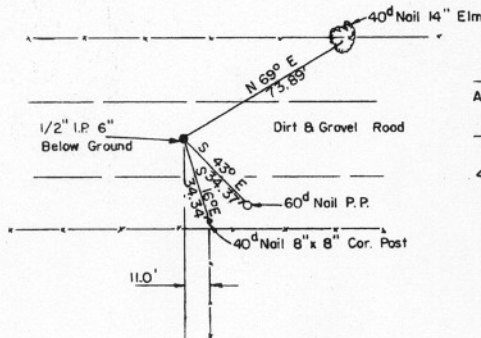 40d Nail 14" Elm
N 69° E
73.89'
A
1/2" I.P. 6"
Below Ground
Dirt & Gravel Road
S 43° E
34.37'
S 16° E
34.34'
4
60d Nail P.P.
40d Nail 8" x 8" Cor. Post
11.0'